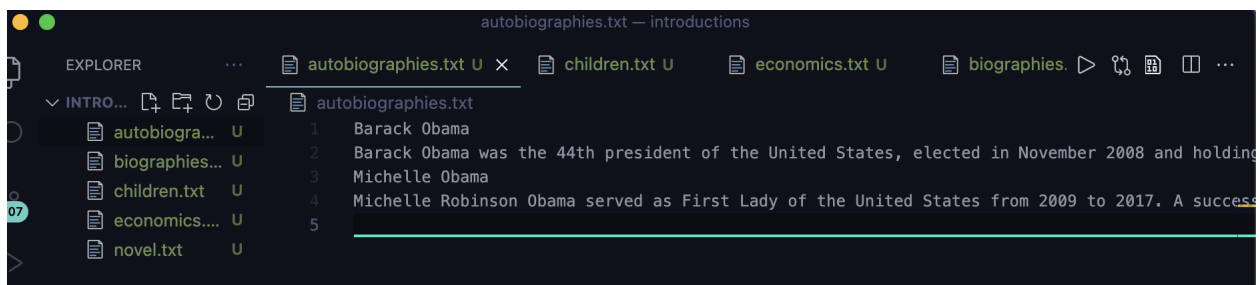 autobiographies.txt — introductions
EXPLORER ...
autobiographies.txt U
children.txt U
economics.txt U
biographies.
INTRO...
autobiographies.txt
autobiogra... U
biographies... U
children.txt U
economics.... U
novel.txt U
07
1 Barack Obama
2 Barack Obama was the 44th president of the United States, elected in November 2008 and holding
3 Michelle Obama
4 Michelle Robinson Obama served as First Lady of the United States from 2009 to 2017. A success
5